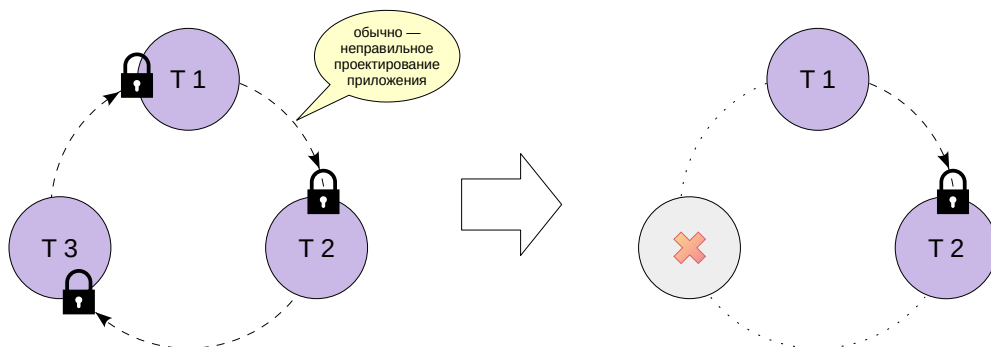 обычно —
неправильное
проектирование
приложения
T 1
T 1
T 3
T 2
T 2